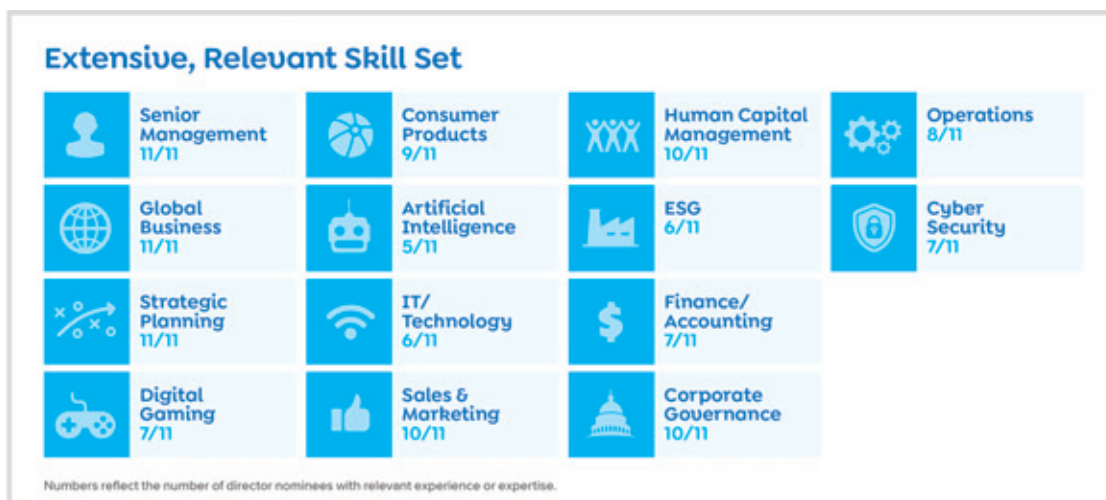 Extensive, Relevant Skill Set
Senior
Management
11/11
Consumer
Products
9/11
Human Capital
Management
10/11
Operations
8/11
Global
Business
11/11
Artificial
Intelligence
5/11
ESG
6/11
Cyber
Security
7/11
Strategic
Planning
11/11
IT/
Technology
6/11
Finance/
Accounting
7/11
Digital
Gaming
7/11
Sales &
Marketing
10/11
Corporate
Governance
10/11
Numbers reflect the number of director nominees with relevant experience or expertise.